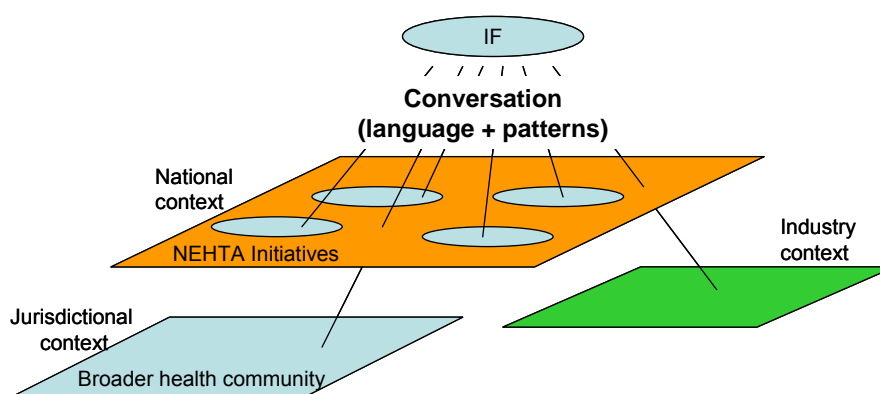 IF
Conversation
(language + patterns)
National
context
NEHTA Initiatives
Industry
context
Jurisdictional
context
Broader health community